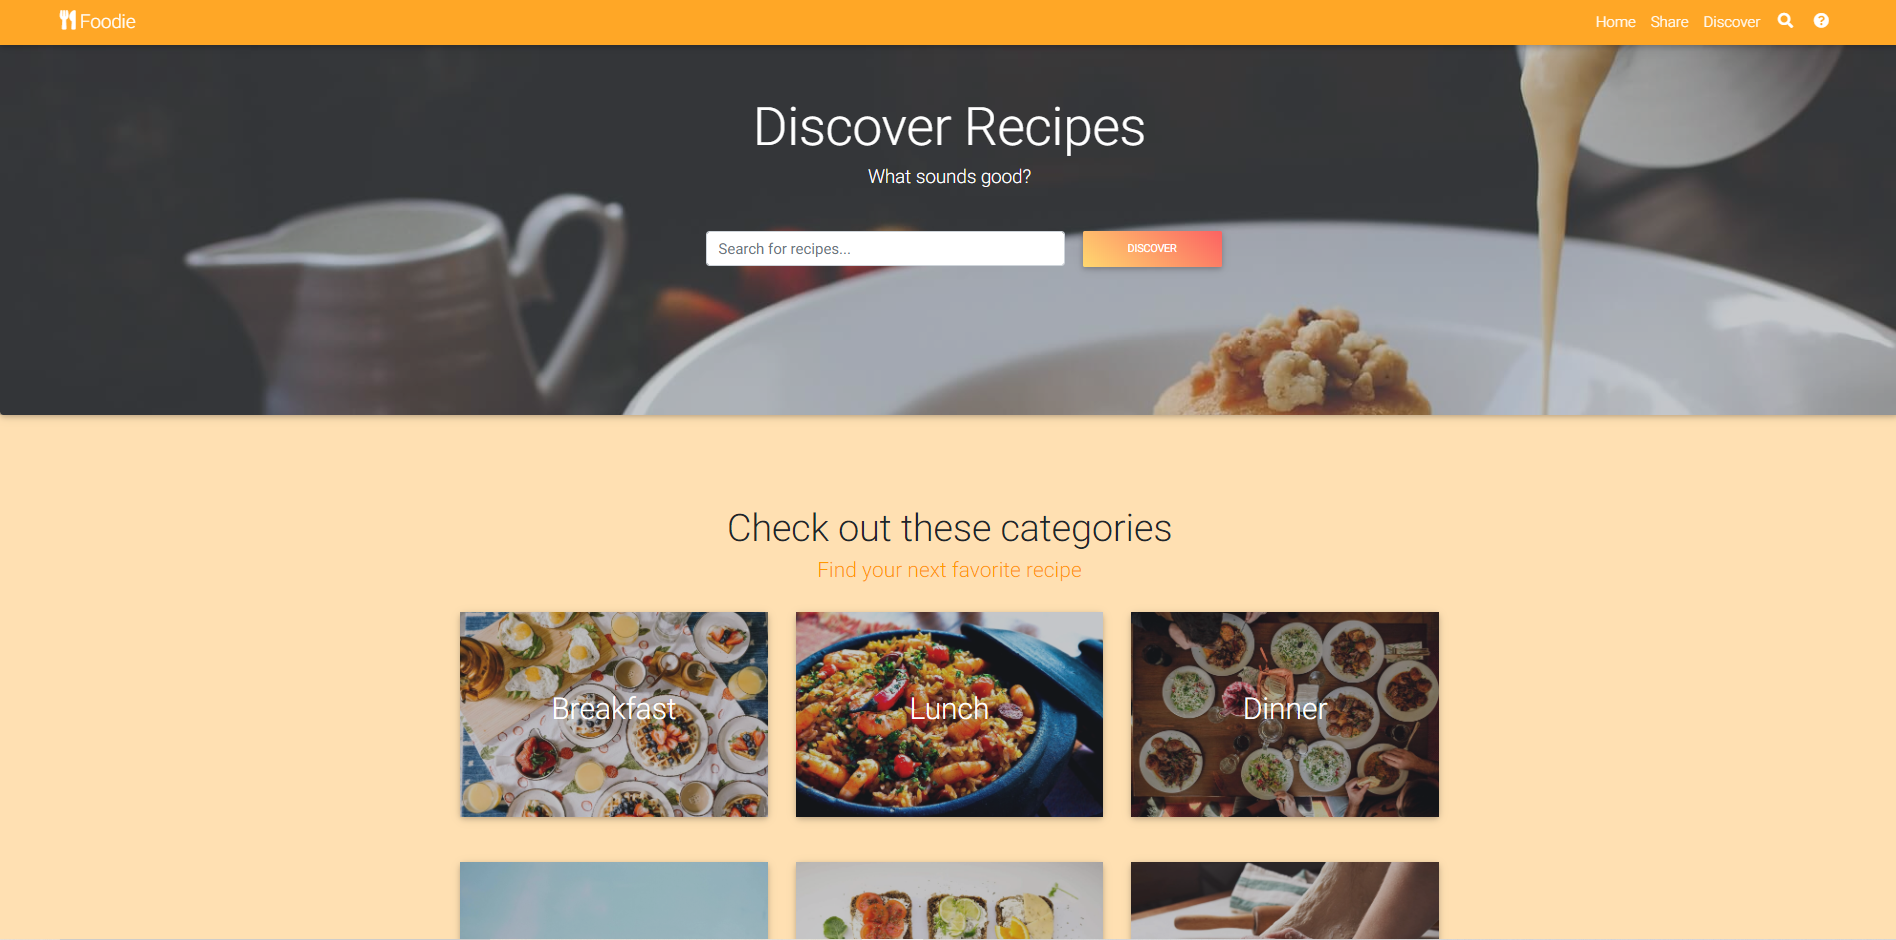 Foodie
Home Share Discover
Discover Recipes
What sounds good?
Search for recipes...
DISCOVER
Check out these categories
Find your next favorite recipe
Breakfast
Lunch
Dinner